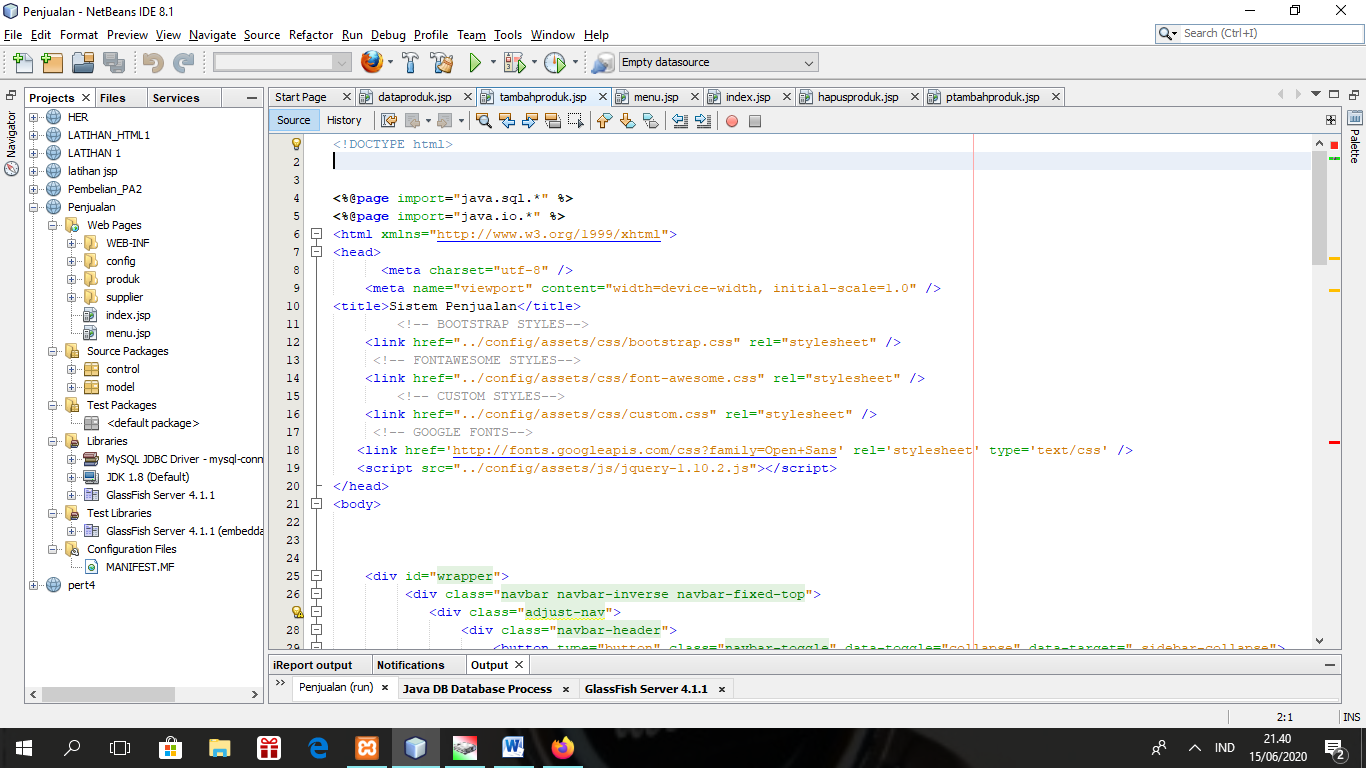 Penjualan - NetBeans IDE 8.1
File Edit Format Preview View Navigate Source Refactor Run Debug Profile Team Tools Window Help
Search (Ctrl+I)
Empty datasource
Navigator
Projects Files Services
HER
LATIHAN_HTML1
LATIHAN 1
latihan jsp
Pembelian_PA2
Penjualan
Web Pages
WEB-INF
config
produk
supplier
index.jsp
menu.jsp
Source Packages
control
model
Test Packages
<default package>
Libraries
MySQL JDBC Driver - mysql-conn
JDK 1.8 (Default)
GlassFish Server 4.1.1
Test Libraries
GlassFish Server 4.1.1 (embedda
Configuration Files
MANIFEST.MF
pert4
Start Page dataproduk.jsp tambahproduk.jsp menu.jsp index.jsp hapusproduk.jsp ptambahproduk.jsp
Source History
Palette
<!DOCTYPE html>
2
3
4 <%@page import="java.sql.*" %>
5 <%@page import="java.io.*" %>
6 <html xmlns="http://www.w3.org/1999/xhtml">
7 <head>
8 <meta charset="utf-8" />
9 <meta name="viewport" content="width=device-width, initial-scale=1.0" />
10 <title>Sistem Penjualan</title>
11 <!-- BOOTSTRAP STYLES-->
12 <link href="../config/assets/css/bootstrap.css" rel="stylesheet" />
13 <!-- FONTAWESOME STYLES-->
14 <link href="../config/assets/css/font-awesome.css" rel="stylesheet" />
15 <!-- CUSTOM STYLES-->
16 <link href="../config/assets/css/custom.css" rel="stylesheet" />
17 <!-- GOOGLE FONTS-->
18 <link href='http://fonts.googleapis.com/css?family=Open+Sans' rel='stylesheet' type='text/css' />
19 <script src="../config/assets/js/jquery-1.10.2.js"></script>
20 </head>
21 <body>
22
23
24
25 <div id="wrapper">
26 <div class="navbar navbar-inverse navbar-fixed-top">
<div class="adjust-nav">
28 <div class="navbar-header">
29 <button type="button" class="navbar-toggle" data-toggle="collapse" data-target=".sidebar-collapse">
iReport output Notifications Output
Penjualan (run) Java DB Database Process GlassFish Server 4.1.1
2:1 INS
IND
21.40
15/06/2020
2